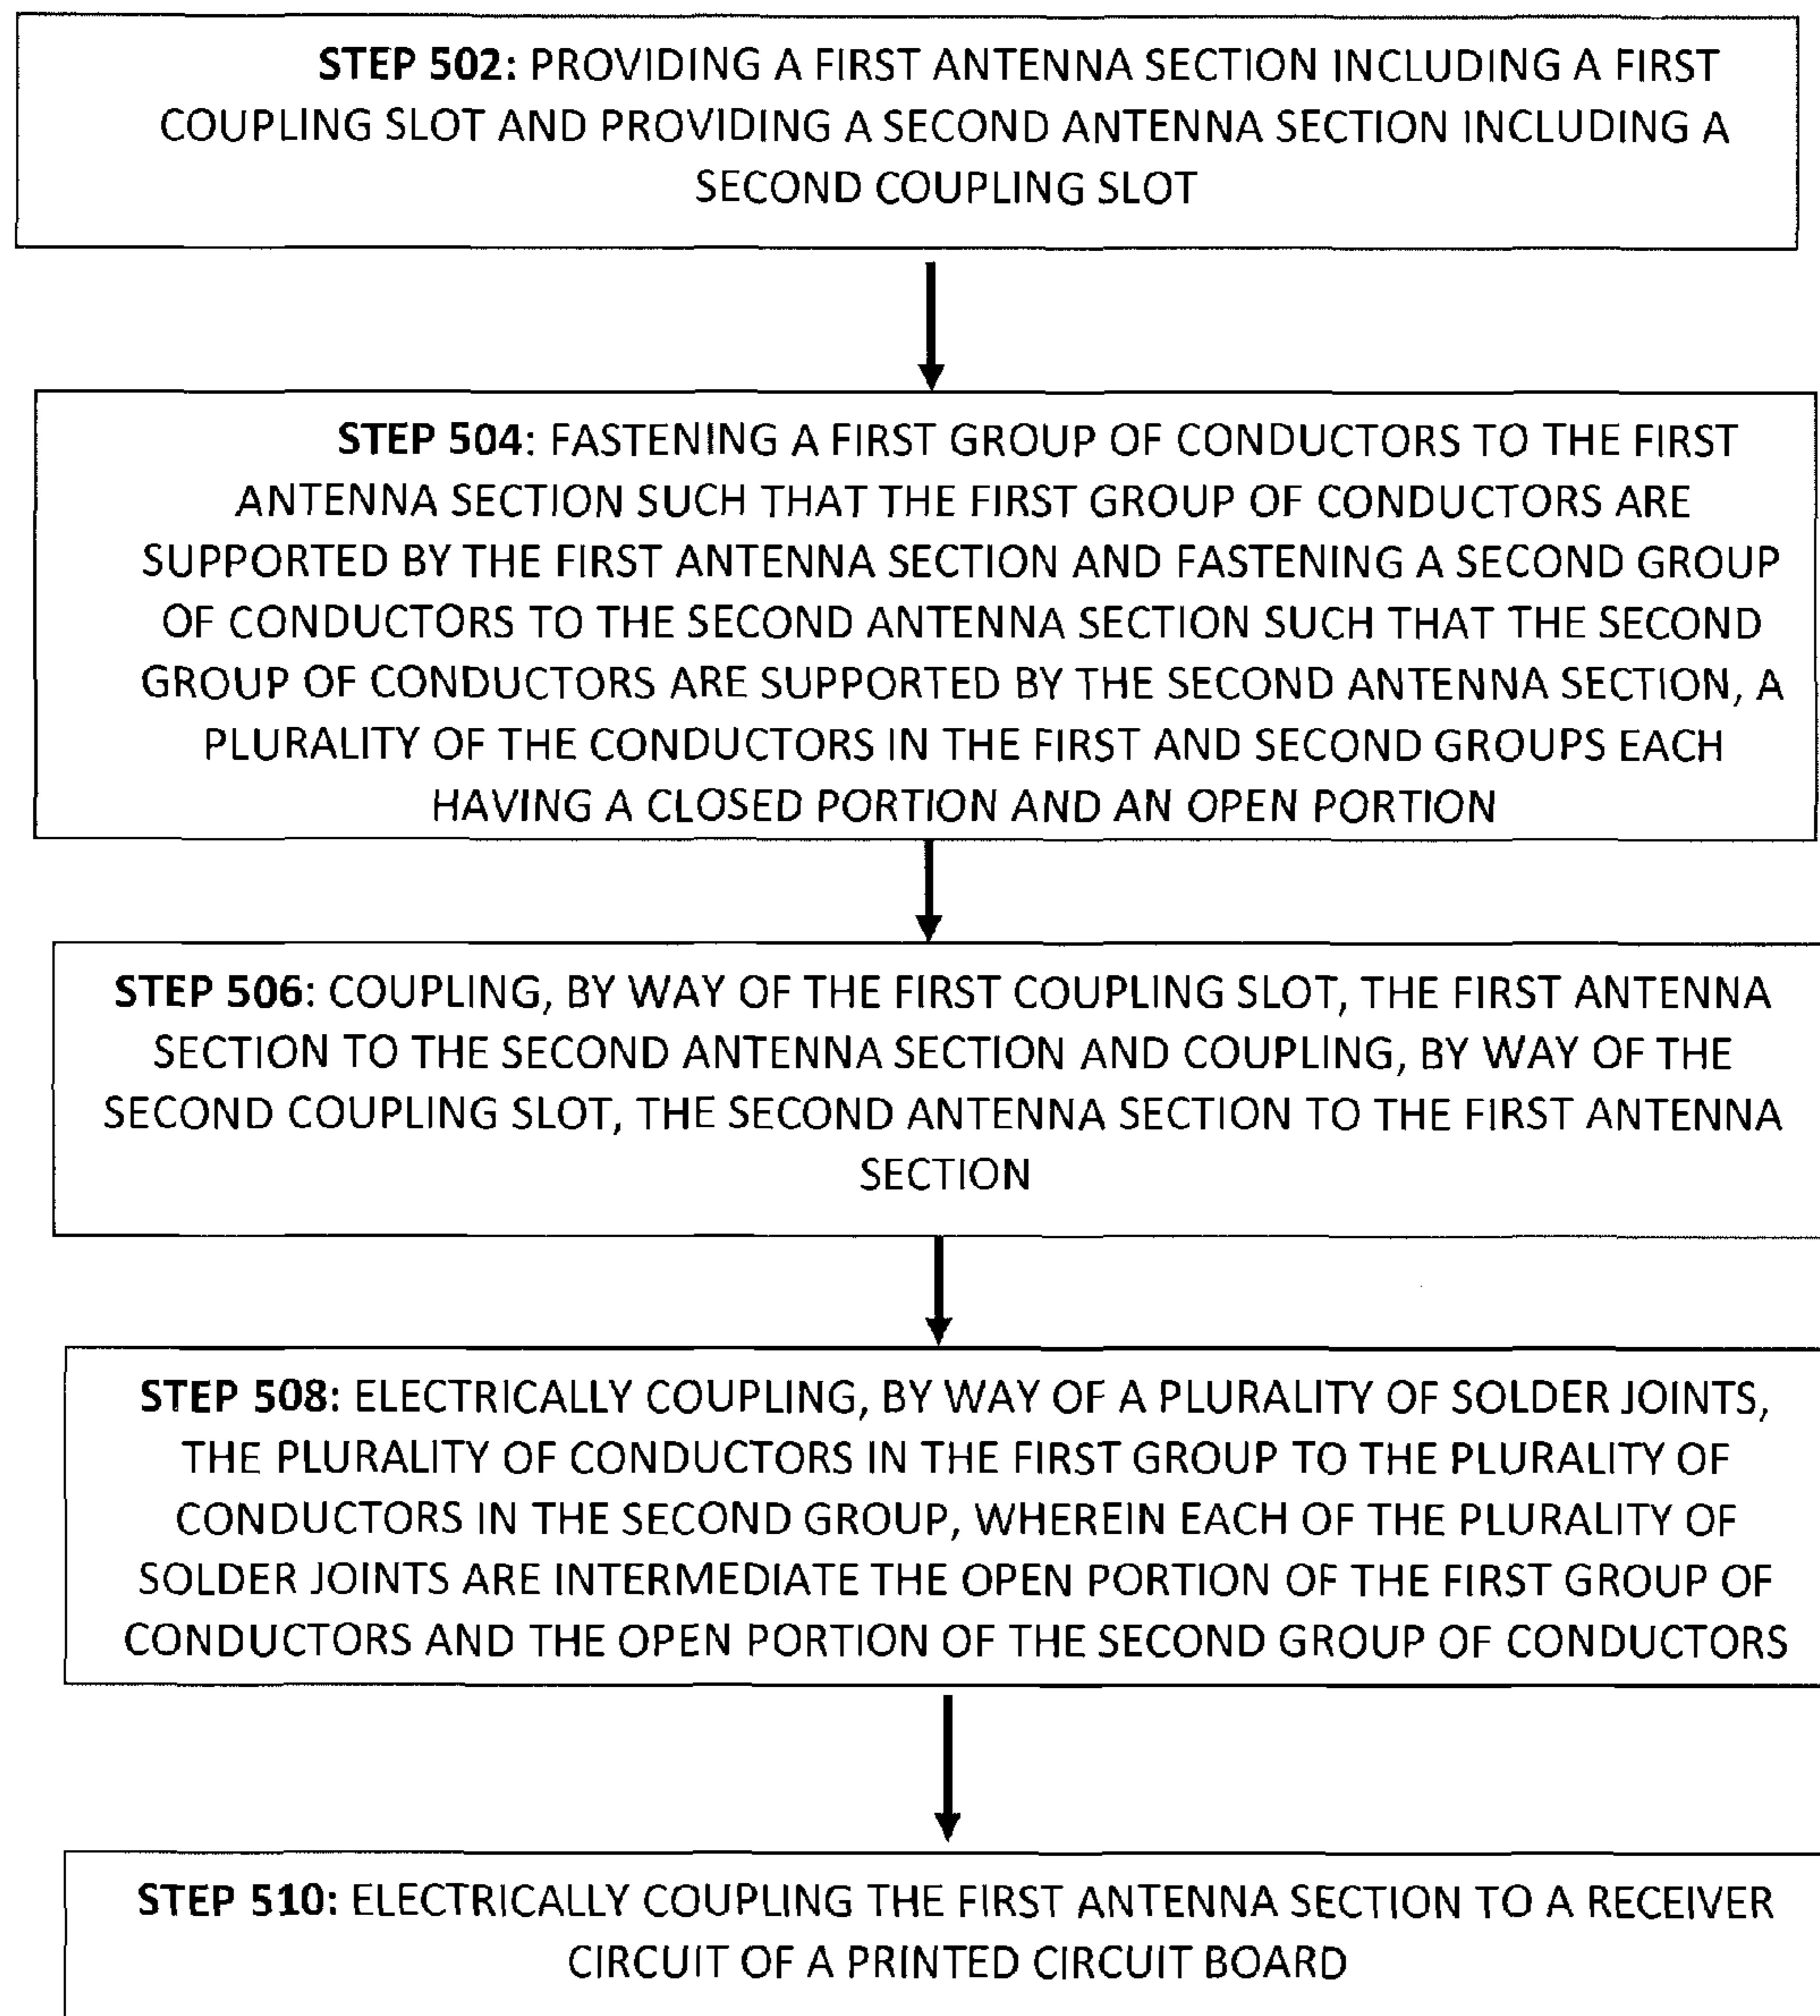 STEP 502: PROVIDING A FIRST ANTENNA SECTION INCLUDING A FIRST
COUPLING SLOT AND PROVIDING A SECOND ANTENNA SECTION INCLUDING A
SECOND COUPLING SLOT
STEP 504: FASTENING A FIRST GROUP OF CONDUCTORS TO THE FIRST
ANTENNA SECTION SUCH THAT THE FIRST GROUP OF CONDUCTORS ARE
SUPPORTED BY THE FIRST ANTENNA SECTION AND FASTENING A SECOND GROUP
OF CONDUCTORS TO THE SECOND ANTENNA SECTION SUCH THAT THE SECOND
GROUP OF CONDUCTORS ARE SUPPORTED BY THE SECOND ANTENNA SECTION, A
PLURALITY OF THE CONDUCTORS IN THE FIRST AND SECOND GROUPS EACH
HAVING A CLOSED PORTION AND AN OPEN PORTION
STEP 506: COUPLING, BY WAY OF THE FIRST COUPLING SLOT, THE FIRST ANTENNA
SECTION TO THE SECOND ANTENNA SECTION AND COUPLING, BY WAY OF THE
SECOND COUPLING SLOT, THE SECOND ANTENNA SECTION TO THE FIRST ANTENNA
SECTION
STEP 508: ELECTRICALLY COUPLING, BY WAY OF A PLURALITY OF SOLDER JOINTS,
THE PLURALITY OF CONDUCTORS IN THE FIRST GROUP TO THE PLURALITY OF
CONDUCTORS IN THE SECOND GROUP, WHEREIN EACH OF THE PLURALITY OF
SOLDER JOINTS ARE INTERMEDIATE THE OPEN PORTION OF THE FIRST GROUP OF
CONDUCTORS AND THE OPEN PORTION OF THE SECOND GROUP OF CONDUCTORS
STEP 510: ELECTRICALLY COUPLING THE FIRST ANTENNA SECTION TO A RECEIVER
CIRCUIT OF A PRINTED CIRCUIT BOARD